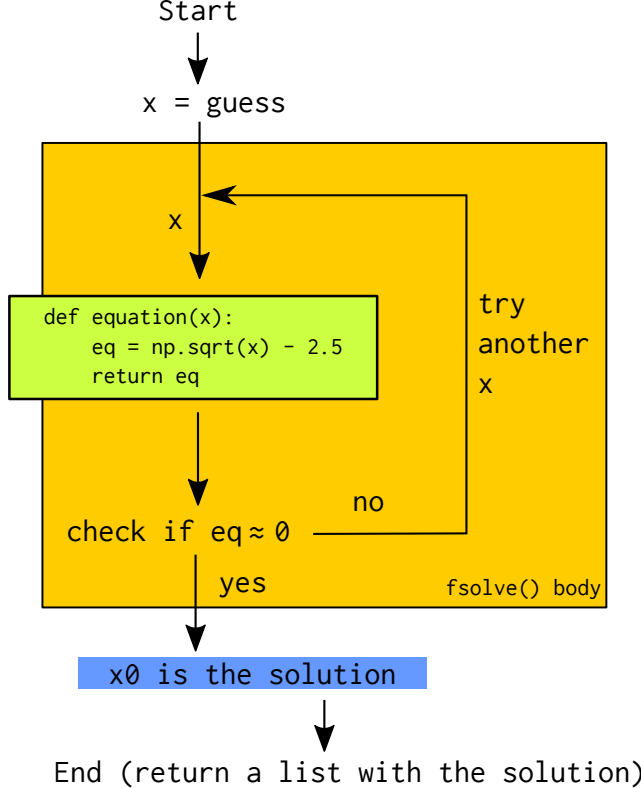 Start
x = guess
x
def equation(x):
eq = np.sqrt(x) - 2.5
return eq
try
another
x
no
check if eq ≈ 0
yes
fsolve() body
x0 is the solution
End (return a list with the solution)